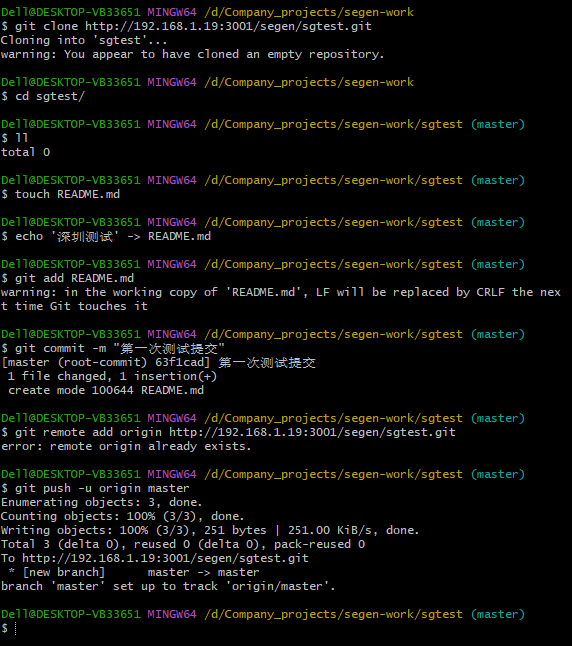 Dell@DESKTOP-VB33651 MINGW64 /d/Company_projects/segen-work
$ git clone http://192.168.1.19:3001/segen/sgtest.git
Cloning into 'sgtest'...
warning: You appear to have cloned an empty repository.
Dell@DESKTOP-VB33651 MINGW64 /d/Company_projects/segen-work
$ cd sgtest/
Dell@DESKTOP-VB33651 MINGW64 /d/Company_projects/segen-work/sgtest (master)
$ ll
total 0
Dell@DESKTOP-VB33651 MINGW64 /d/Company_projects/segen-work/sgtest (master)
$ touch README.md
Dell@DESKTOP-VB33651 MINGW64 /d/Company_projects/segen-work/sgtest (master)
$ echo '深圳测试' -> README.md
Dell@DESKTOP-VB33651 MINGW64 /d/Company_projects/segen-work/sgtest (master)
$ git add README.md
warning: in the working copy of 'README.md', LF will be replaced by CRLF the nex
t time Git touches it
Dell@DESKTOP-VB33651 MINGW64 /d/Company_projects/segen-work/sgtest (master)
$ git commit -m "第一次测试提交"
[master (root-commit) 63f1cad] 第一次测试提交
 1 file changed, 1 insertion(+)
 create mode 100644 README.md
Dell@DESKTOP-VB33651 MINGW64 /d/Company_projects/segen-work/sgtest (master)
$ git remote add origin http://192.168.1.19:3001/segen/sgtest.git
error: remote origin already exists.
Dell@DESKTOP-VB33651 MINGW64 /d/Company_projects/segen-work/sgtest (master)
$ git push -u origin master
Enumerating objects: 3, done.
Counting objects: 100% (3/3), done.
Writing objects: 100% (3/3), 251 bytes | 251.00 KiB/s, done.
Total 3 (delta 0), reused 0 (delta 0), pack-reused 0
To http://192.168.1.19:3001/segen/sgtest.git
 * [new branch]      master -> master
branch 'master' set up to track 'origin/master'.
Dell@DESKTOP-VB33651 MINGW64 /d/Company_projects/segen-work/sgtest (master)
$